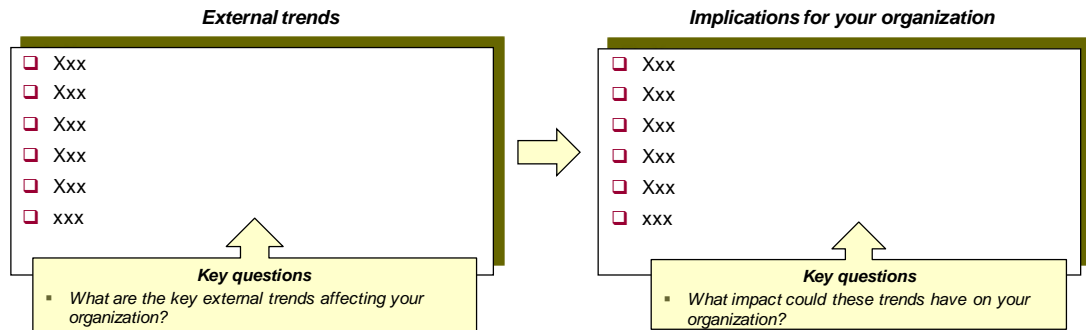 External trends
Xxx
Xxx
Xxx
Xxx
Xxx
xxx
Key questions
What are the key external trends affecting your
organization?
Implications for your organization
Xxx
Xxx
Xxx
Xxx
Xxx
xxx
Key questions
What impact could these trends have on your
organization?